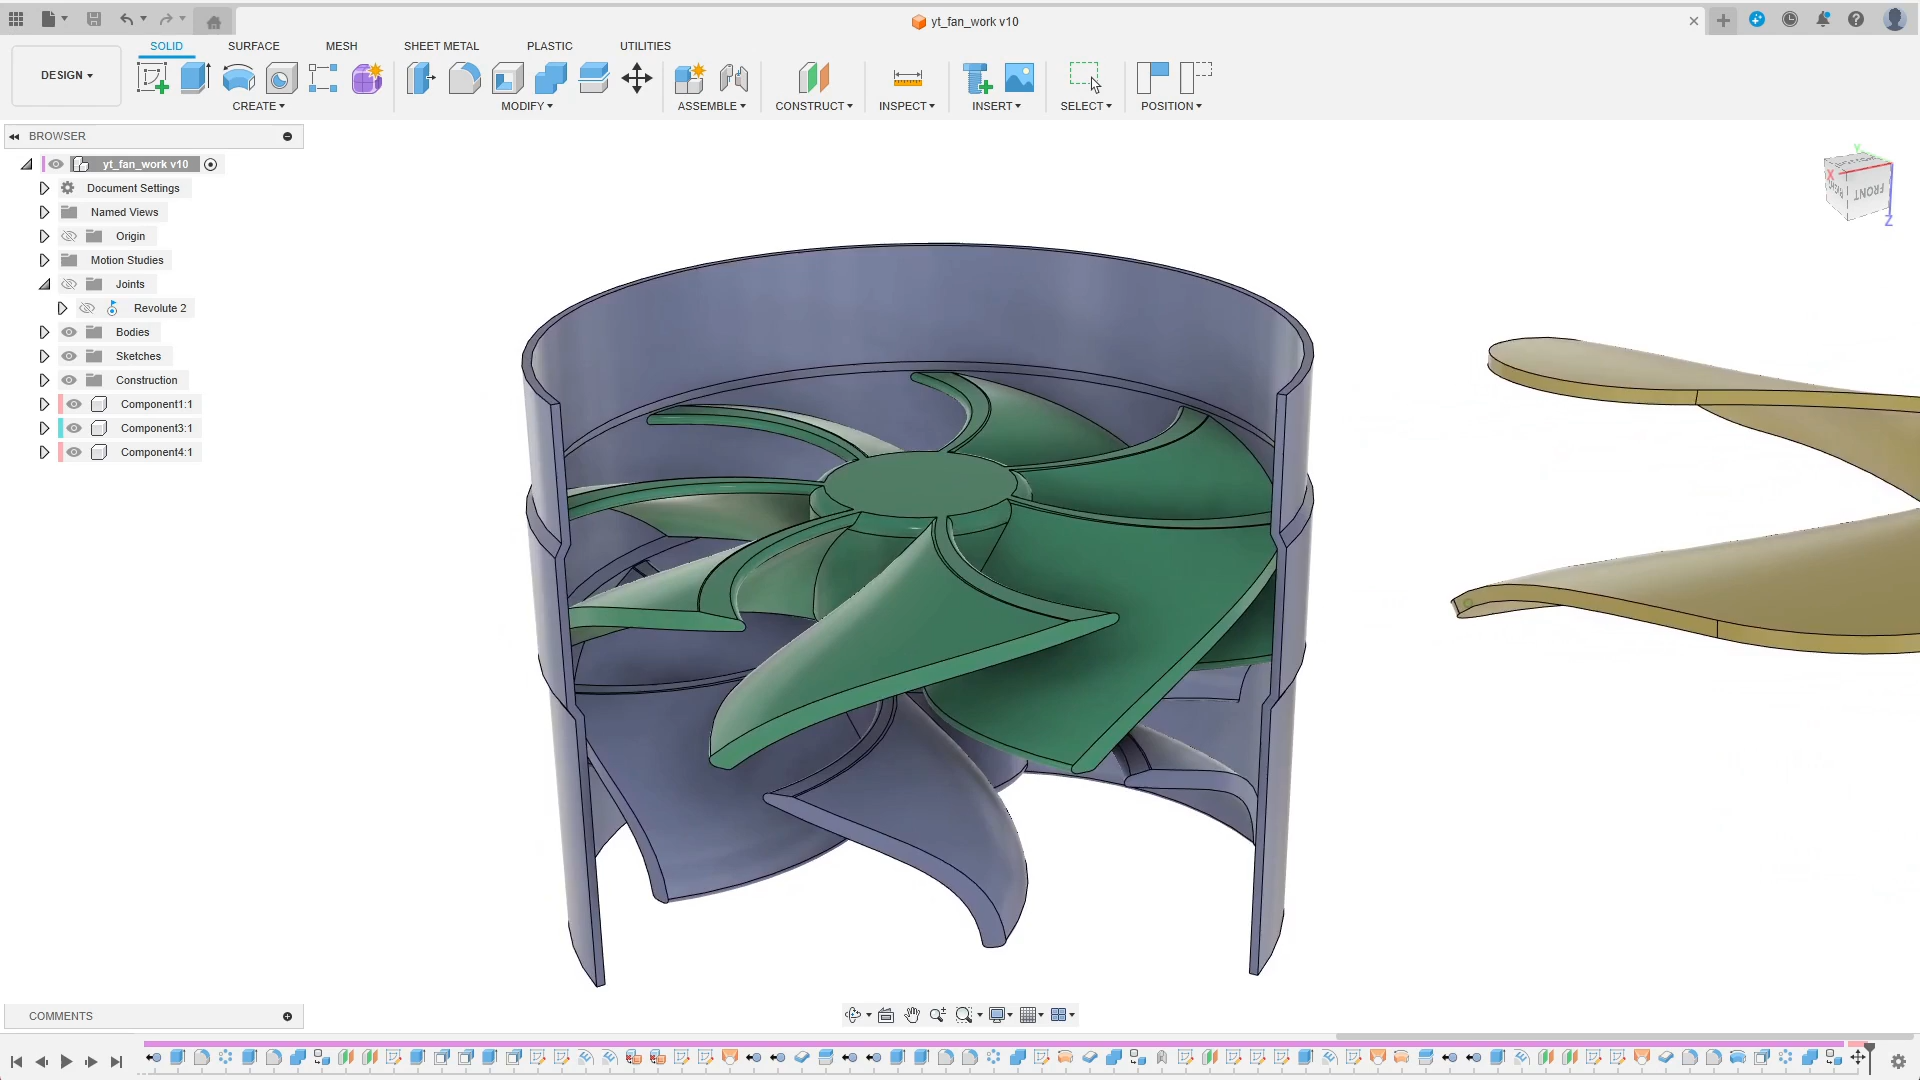 yt_fan_work v10
SOLID SURFACE MESH SHEET METAL PLASTIC UTILITIES
DESIGN
CREATE MODIFY ASSEMBLE CONSTRUCT INSPECT INSERT SELECT POSITION
BROWSER
yt_fan_work v10
Document Settings
Named Views
Origin
Motion Studies
Joints
Revolute 2
Bodies
Sketches
Construction
Component1:1
Component3:1
Component4:1
Y
X
FRONT
Z
COMMENTS